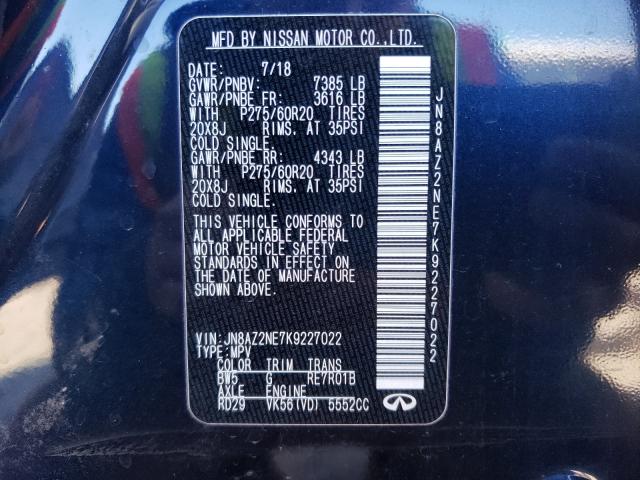 MFD BY NISSAN MOTOR CO.,LTD.
DATE: 7/18
GVWR/PNBV: 7385 LB
GAWR/PNBE FR: 3616 LB
WITH P275/60R20 TIRES
20X8J RIMS. AT 35PSI
COLD SINGLE.
GAWR/PNBE RR: 4343 LB
WITH P275/60R20 TIRES
20X8J RIMS. AT 35PSI
COLD SINGLE.
THIS VEHICLE CONFORMS TO
ALL APPLICABLE FEDERAL
MOTOR VEHICLE SAFETY
STANDARDS IN EFFECT ON
THE DATE OF MANUFACTURE
SHOWN ABOVE.
VIN: JN8AZ2NE7K9227022
TYPE: MPV
COLOR TRIM TRANS
BW5 G RE7R01B
AXLE ENGINE
RD29 VK56(VD) 5552CC
JN8AZ2NE7K9227022